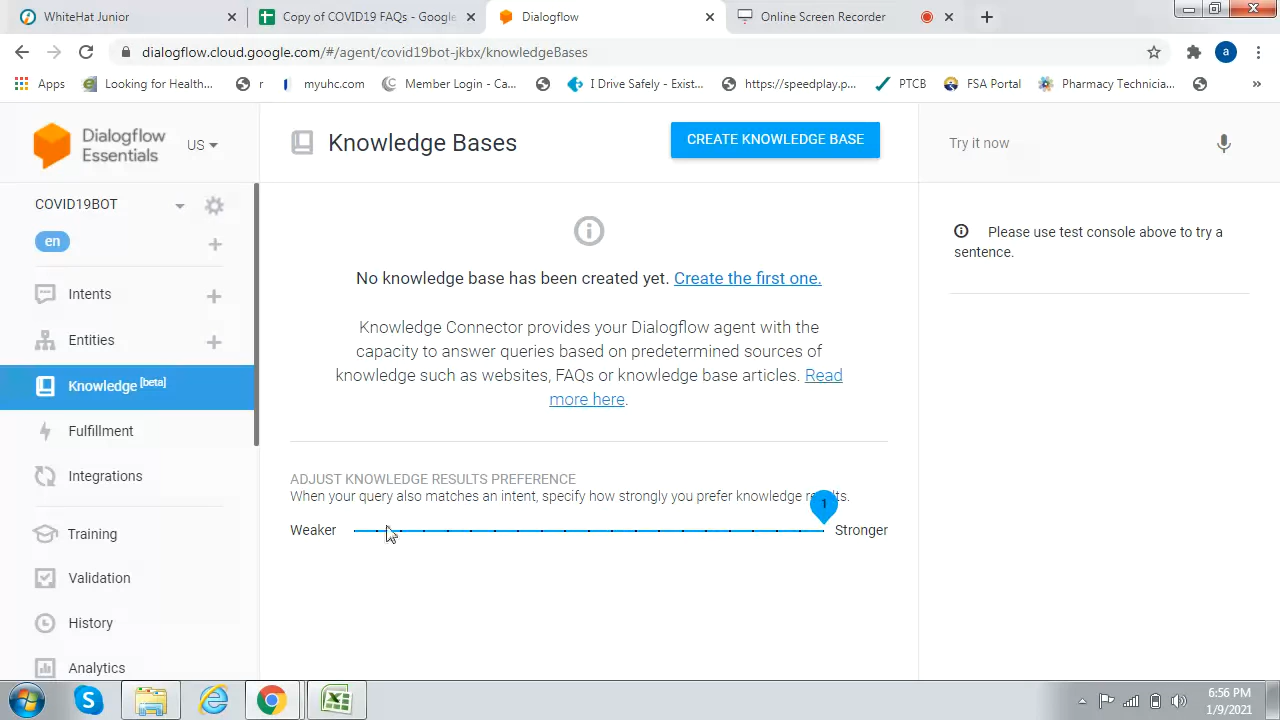 WhiteHat Junior
Copy of COVID19 FAQs - Google
Dialogflow
Online Screen Recorder
dialogflow.cloud.google.com/#/agent/covid19bot-jkbx/knowledgeBases
a
Apps
Looking for Health...
r
myuhc.com
Member Login - Ca...
I Drive Safely - Exist...
https://speedplay.p...
PTCB
FSA Portal
Pharmacy Technicia...
»
Dialogflow
Essentials
US
Knowledge Bases
CREATE KNOWLEDGE BASE
Try it now
COVID19BOT
en
Intents
Entities
Knowledge [beta]
Fulfillment
Integrations
Training
Validation
History
Analytics
No knowledge base has been created yet. Create the first one.
Knowledge Connector provides your Dialogflow agent with the
capacity to answer queries based on predetermined sources of
knowledge such as websites, FAQs or knowledge base articles. Read
more here.
ADJUST KNOWLEDGE RESULTS PREFERENCE
When your query also matches an intent, specify how strongly you prefer knowledge results.
1
Weaker
Stronger
Please use test console above to try a
sentence.
6:56 PM
1/9/2021